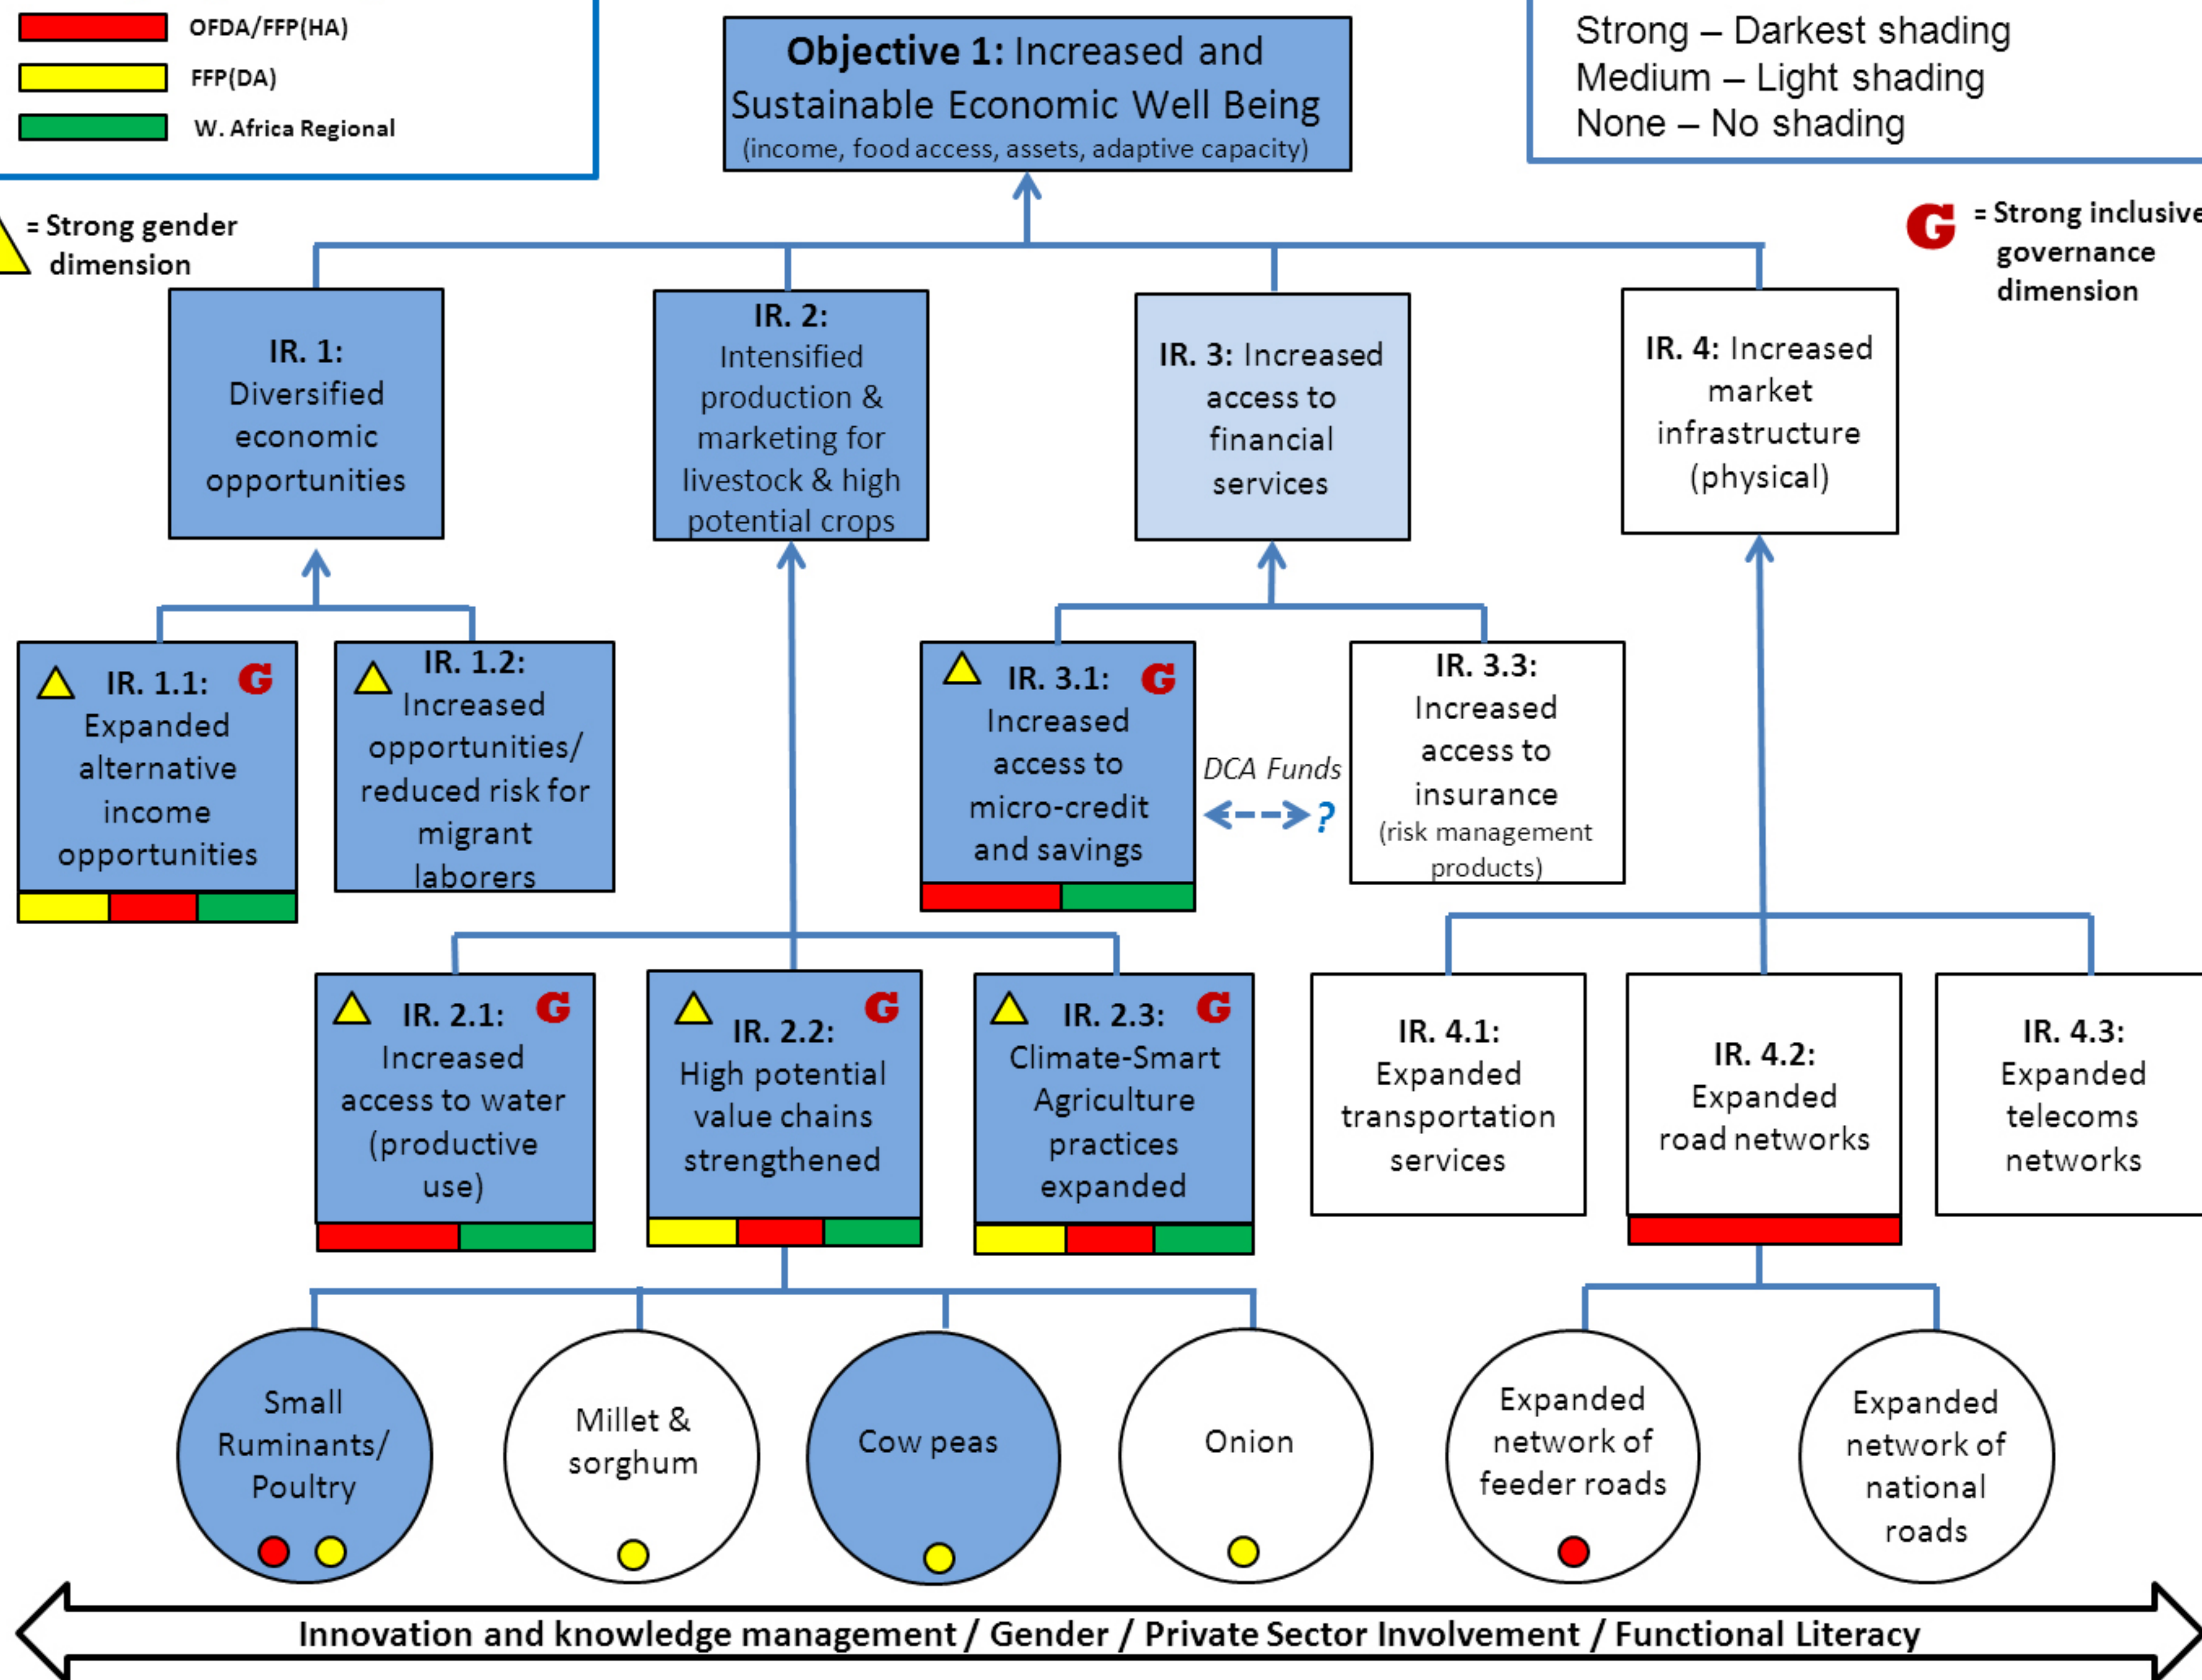 OFDA/FFP(HA)
FFP(DA)
W. Africa Regional
Objective 1: Increased and
Sustainable Economic Well Being
(income, food access, assets, adaptive capacity)
Strong – Darkest shading
Medium – Light shading
None – No shading
= Strong gender
dimension
G = Strong inclusive
governance
dimension
IR. 1:
Diversified
economic
opportunities
IR. 2:
Intensified
production &
marketing for
livestock & high
potential crops
IR. 3: Increased
access to
financial
services
IR. 4: Increased
market
infrastructure
(physical)
IR. 1.1: G
Expanded
alternative
income
opportunities
IR. 1.2:
Increased
opportunities/
reduced risk for
migrant
laborers
IR. 3.1: G
Increased
access to
micro-credit
and savings
DCA Funds
?
IR. 3.3:
Increased
access to
insurance
(risk management
products)
IR. 2.1: G
Increased
access to water
(productive
use)
G
IR. 2.2:
High potential
value chains
strengthened
IR. 2.3: G
Climate-Smart
Agriculture
practices
expanded
IR. 4.1:
Expanded
transportation
services
IR. 4.2:
Expanded
road networks
IR. 4.3:
Expanded
telecoms
networks
Small
Ruminants/
Poultry
Millet &
sorghum
Cow peas
Onion
Expanded
network of
feeder roads
Expanded
network of
national
roads
Innovation and knowledge management / Gender / Private Sector Involvement / Functional Literacy